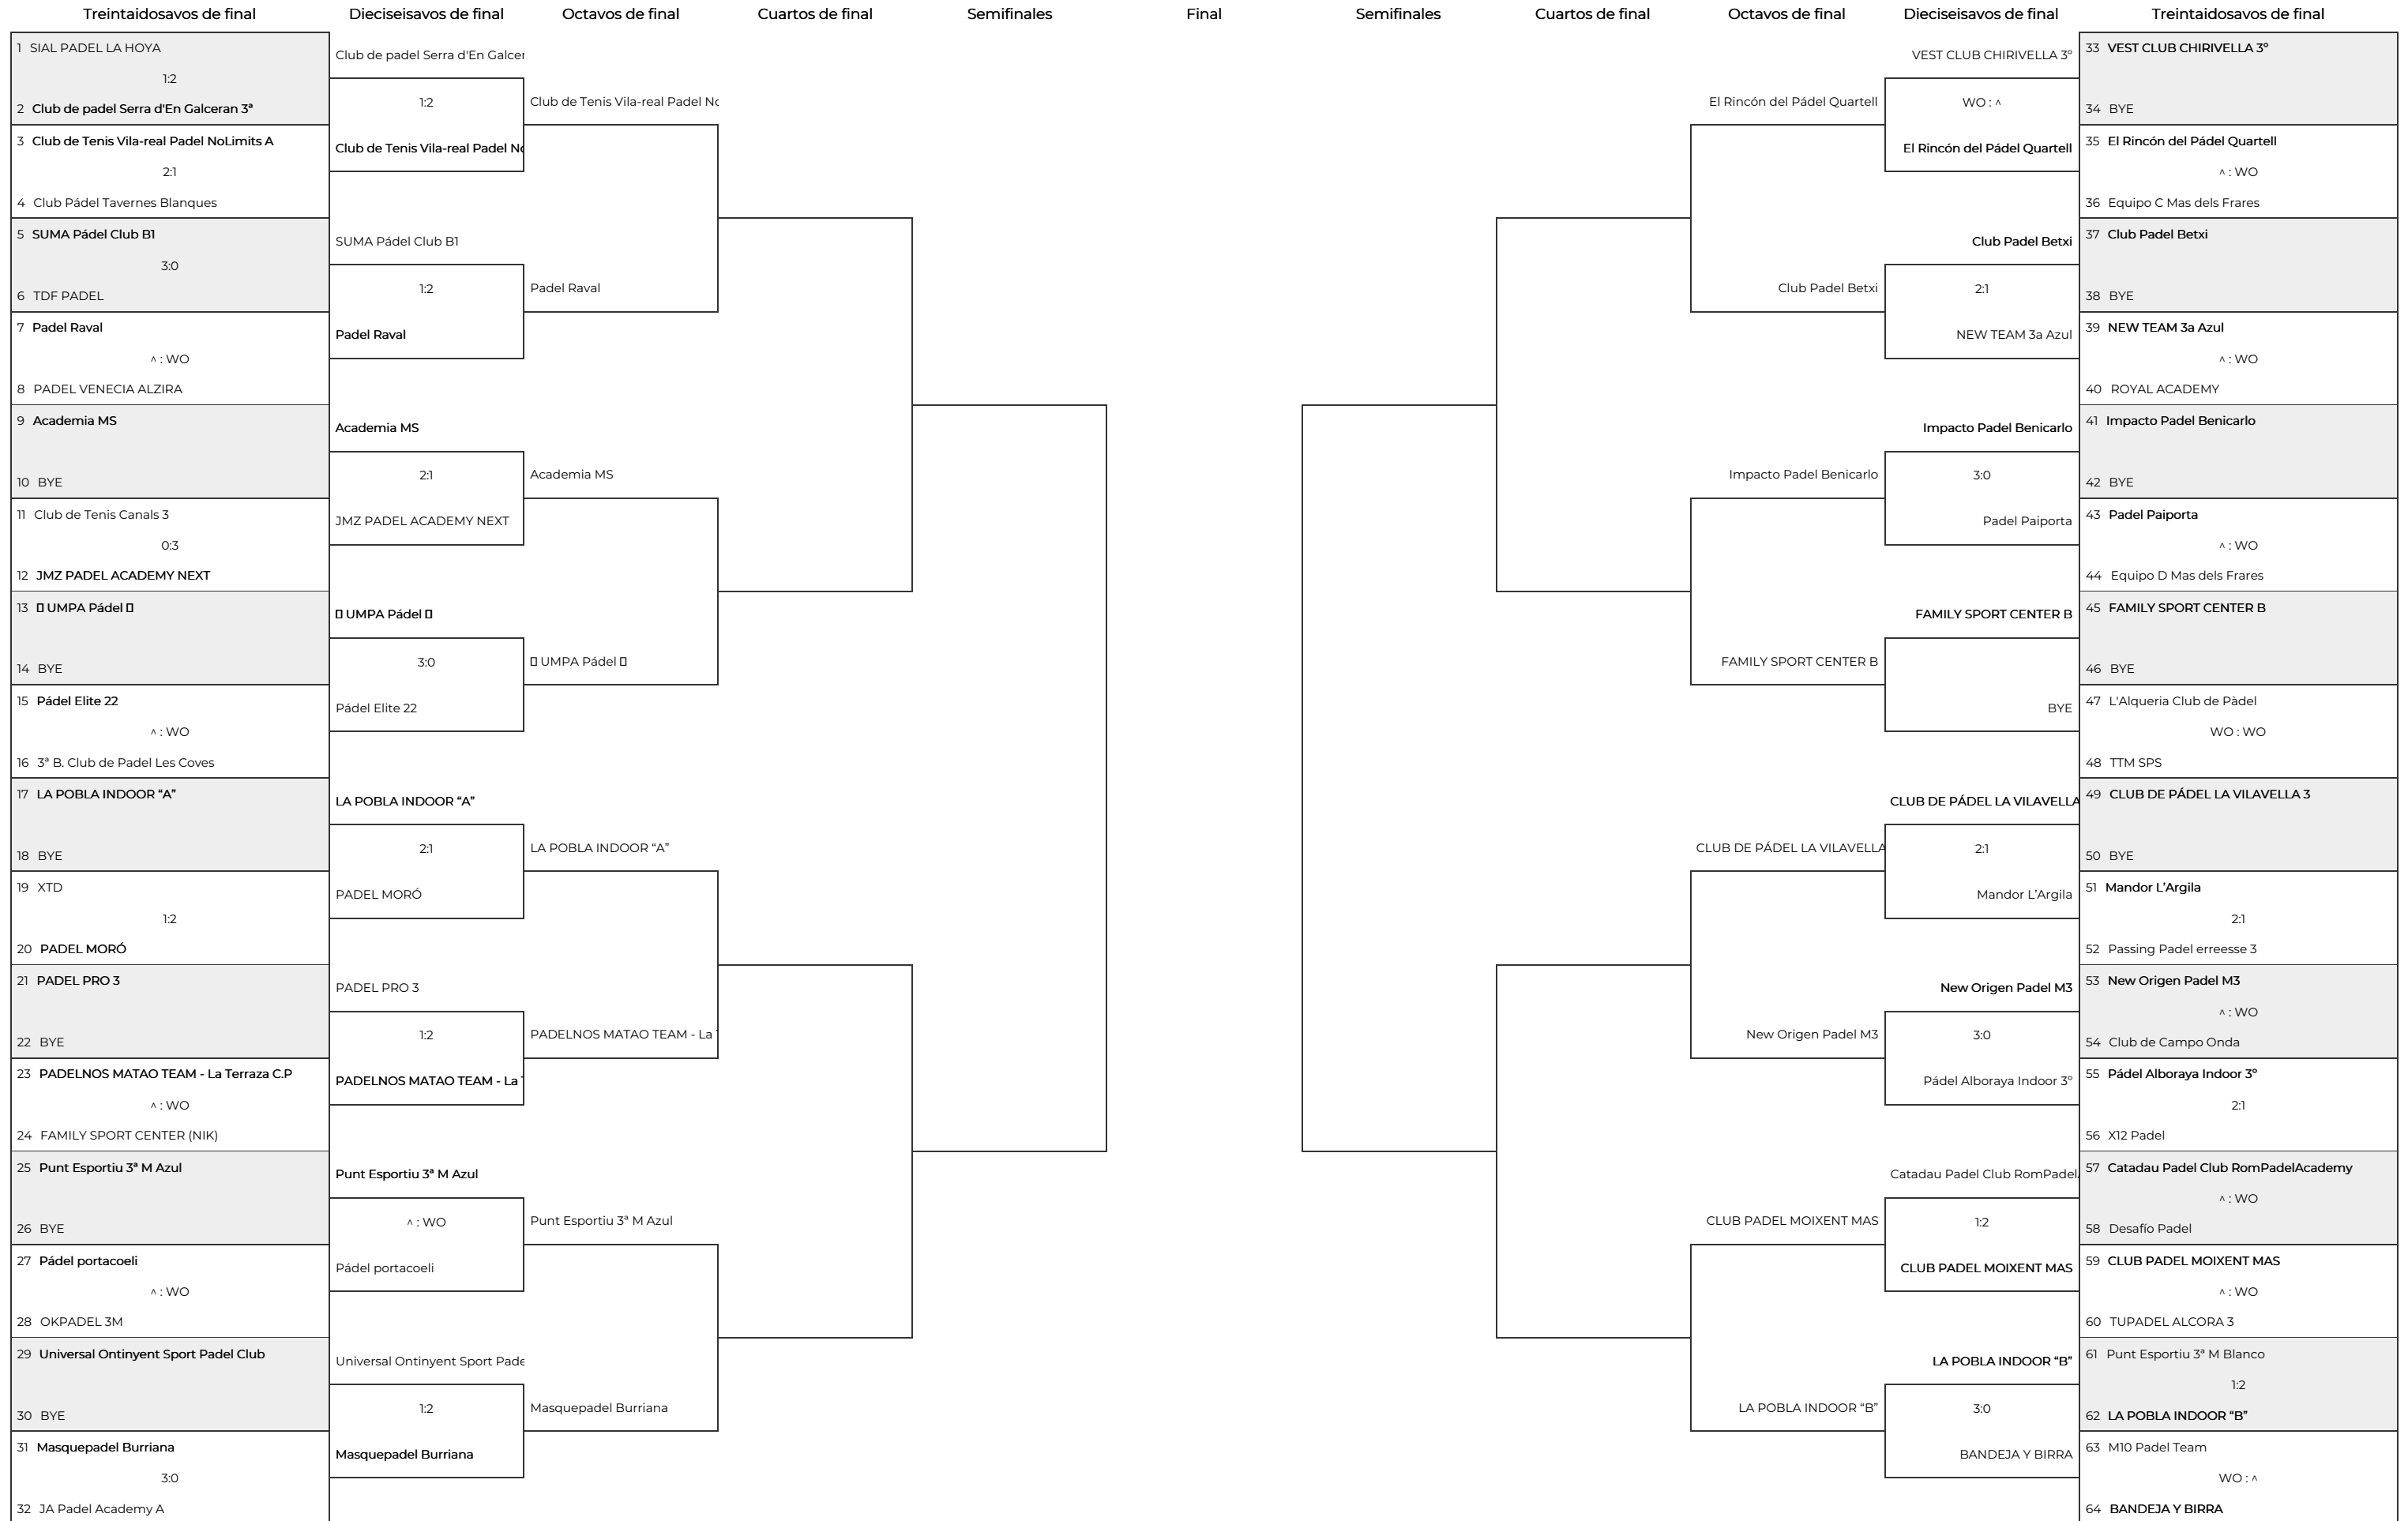 Treintaidosavos de final
Dieciseisavos de final
Octavos de final
Cuartos de final
Semifinales
Final
Semifinales
Cuartos de final
Octavos de final
Dieciseisavos de final
Treintaidosavos de final
1 SIAL PADEL LA HOYA
1:2
2 Club de padel Serra d'En Galceran 3ª
3 Club de Tenis Vila-real Padel NoLimits A
2:1
4 Club Pádel Tavernes Blanques
5 SUMA Pádel Club B1
3:0
6 TDF PADEL
7 Padel Raval
^ : WO
8 PADEL VENECIA ALZIRA
9 Academia MS
10 BYE
11 Club de Tenis Canals 3
0:3
12 JMZ PADEL ACADEMY NEXT
13 ▯ UMPA Pádel ▯
14 BYE
15 Pádel Elite 22
^ : WO
16 3ª B. Club de Padel Les Coves
17 LA POBLA INDOOR “A”
18 BYE
19 XTD
1:2
20 PADEL MORÓ
21 PADEL PRO 3
22 BYE
23 PADELNOS MATAO TEAM - La Terraza C.P
^ : WO
24 FAMILY SPORT CENTER (NIK)
25 Punt Esportiu 3ª M Azul
26 BYE
27 Pádel portacoeli
^ : WO
28 OKPADEL 3M
29 Universal Ontinyent Sport Padel Club
30 BYE
31 Masquepadel Burriana
3:0
32 JA Padel Academy A
Club de padel Serra d'En Galcer
1:2
Club de Tenis Vila-real Padel No
SUMA Pádel Club B1
1:2
Padel Raval
Academia MS
2:1
JMZ PADEL ACADEMY NEXT
▯ UMPA Pádel ▯
3:0
Pádel Elite 22
LA POBLA INDOOR “A”
2:1
PADEL MORÓ
PADEL PRO 3
1:2
PADELNOS MATAO TEAM - La
Punt Esportiu 3ª M Azul
^ : WO
Pádel portacoeli
Universal Ontinyent Sport Pade
1:2
Masquepadel Burriana
Club de Tenis Vila-real Padel No
Padel Raval
Academia MS
▯ UMPA Pádel ▯
LA POBLA INDOOR “A”
PADELNOS MATAO TEAM - La
Punt Esportiu 3ª M Azul
Masquepadel Burriana
El Rincón del Pádel Quartell
Club Padel Betxi
Impacto Padel Benicarlo
FAMILY SPORT CENTER B
CLUB DE PÁDEL LA VILAVELLA
New Origen Padel M3
CLUB PADEL MOIXENT MAS
LA POBLA INDOOR “B”
VEST CLUB CHIRIVELLA 3º
WO : ^
El Rincón del Pádel Quartell
Club Padel Betxi
2:1
NEW TEAM 3a Azul
Impacto Padel Benicarlo
3:0
Padel Paiporta
FAMILY SPORT CENTER B
BYE
CLUB DE PÁDEL LA VILAVELLA
2:1
Mandor L’Argila
New Origen Padel M3
3:0
Pádel Alboraya Indoor 3º
Catadau Padel Club RomPadel
1:2
CLUB PADEL MOIXENT MAS
LA POBLA INDOOR “B”
3:0
BANDEJA Y BIRRA
33 VEST CLUB CHIRIVELLA 3º
34 BYE
35 El Rincón del Pádel Quartell
^ : WO
36 Equipo C Mas dels Frares
37 Club Padel Betxi
38 BYE
39 NEW TEAM 3a Azul
^ : WO
40 ROYAL ACADEMY
41 Impacto Padel Benicarlo
42 BYE
43 Padel Paiporta
^ : WO
44 Equipo D Mas dels Frares
45 FAMILY SPORT CENTER B
46 BYE
47 L'Alqueria Club de Pàdel
WO : WO
48 TTM SPS
49 CLUB DE PÁDEL LA VILAVELLA 3
50 BYE
51 Mandor L’Argila
2:1
52 Passing Padel erreesse 3
53 New Origen Padel M3
^ : WO
54 Club de Campo Onda
55 Pádel Alboraya Indoor 3º
2:1
56 X12 Padel
57 Catadau Padel Club RomPadelAcademy
^ : WO
58 Desafío Padel
59 CLUB PADEL MOIXENT MAS
^ : WO
60 TUPADEL ALCORA 3
61 Punt Esportiu 3ª M Blanco
1:2
62 LA POBLA INDOOR “B”
63 M10 Padel Team
WO : ^
64 BANDEJA Y BIRRA